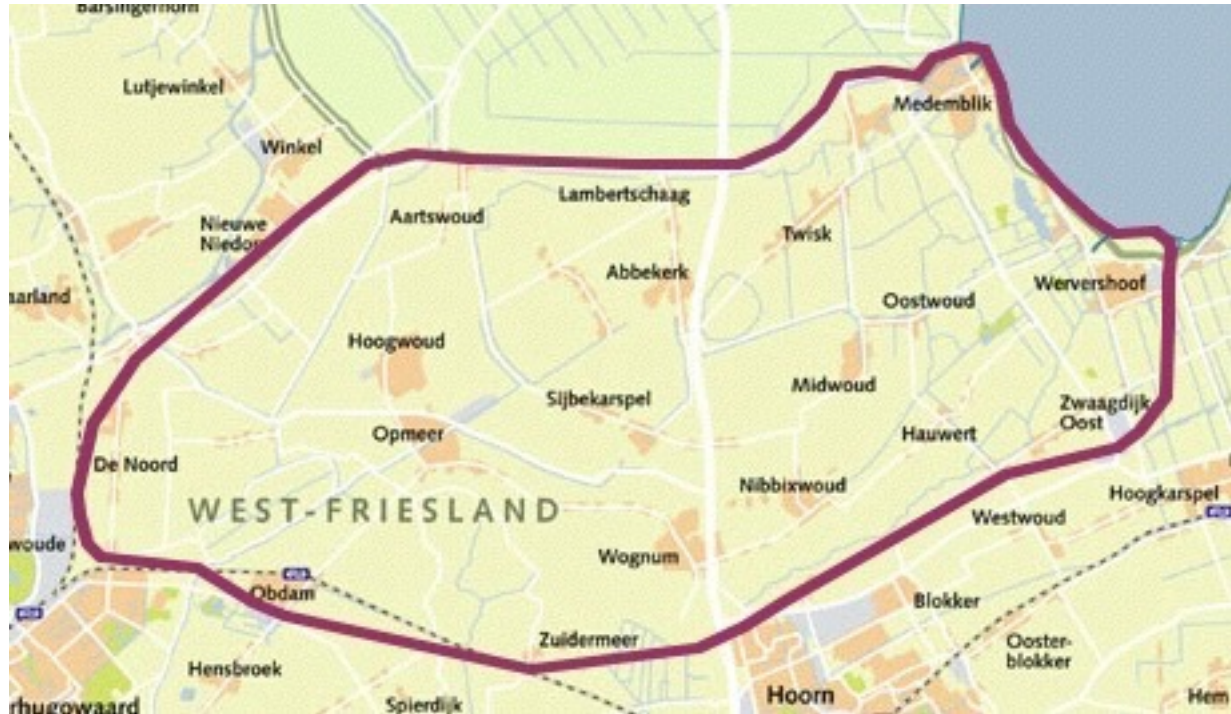 Barsingerhorn
Lutjewinkel
Medemblik
Winkel
Lambertschaag
Aartswoud
Nieuwe
Niedor
Twisk
Abbekerk
Wervershoof
aarland
Oostwoud
Hoogwoud
Midwoud
Sijbekarspel
Zwaagdijk
Oost
Opmeer
Hauwert
De Noord
Nibbixwoud
Hoogkarspel
WEST-FRIESLAND
Westwoud
woude
Wognum
Obdam
Blokker
Zuidermeer
Ooster-
blokker
Hensbroek
Hoorn
Hem
rhugowaard
Spierdijk